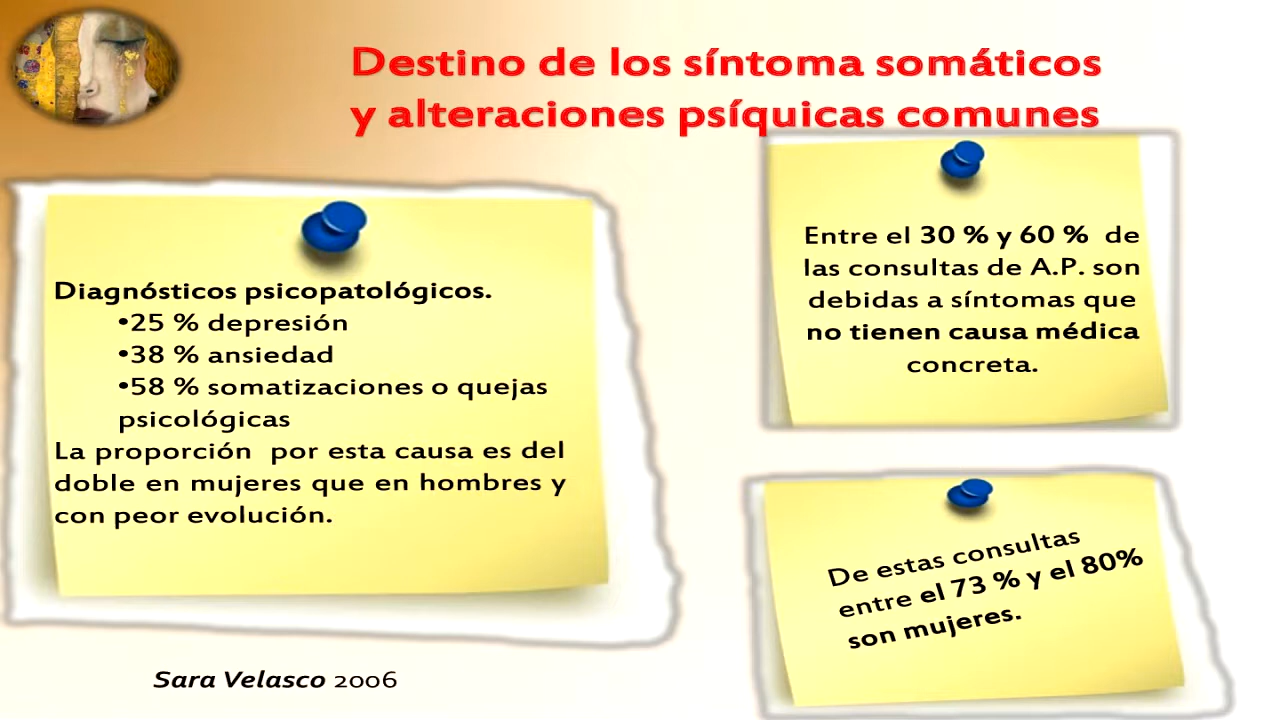 Destino de los síntoma somáticos
y alteraciones psíquicas comunes
Diagnósticos psicopatológicos.
•25 % depresión
•38 % ansiedad
•58 % somatizaciones o quejas
psicológicas
La proporción por esta causa es del
doble en mujeres que en hombres y
con peor evolución.
Entre el 30 % y 60 % de
las consultas de A.P. son
debidas a síntomas que
no tienen causa médica
concreta.
De estas consultas
entre el 73 % y el 80%
son mujeres.
Sara Velasco 2006